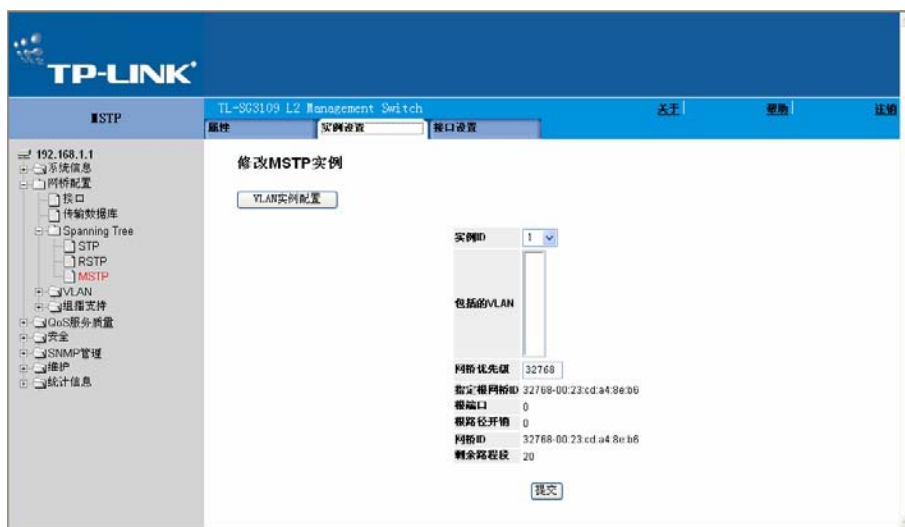 TP-LINK
MSTP
TL-SG3109 L2 Management Switch
关于
帮助
注销
属性
实例设置
接口设置
192.168.1.1
系统信息
网桥配置
接口
传输数据库
Spanning Tree
STP
RSTP
MSTP
VLAN
组播支持
QoS服务质量
安全
SNMP管理
维护
统计信息
修改MSTP实例
VLAN实例配置
实例ID 1
包括的VLAN
网桥优先级 32768
指定根网桥ID 32768-00:23:cd:a4:8e:b6
根端口 0
根路径开销 0
网桥ID 32768-00:23:cd:a4:8e:b6
剩余路程段 20
提交